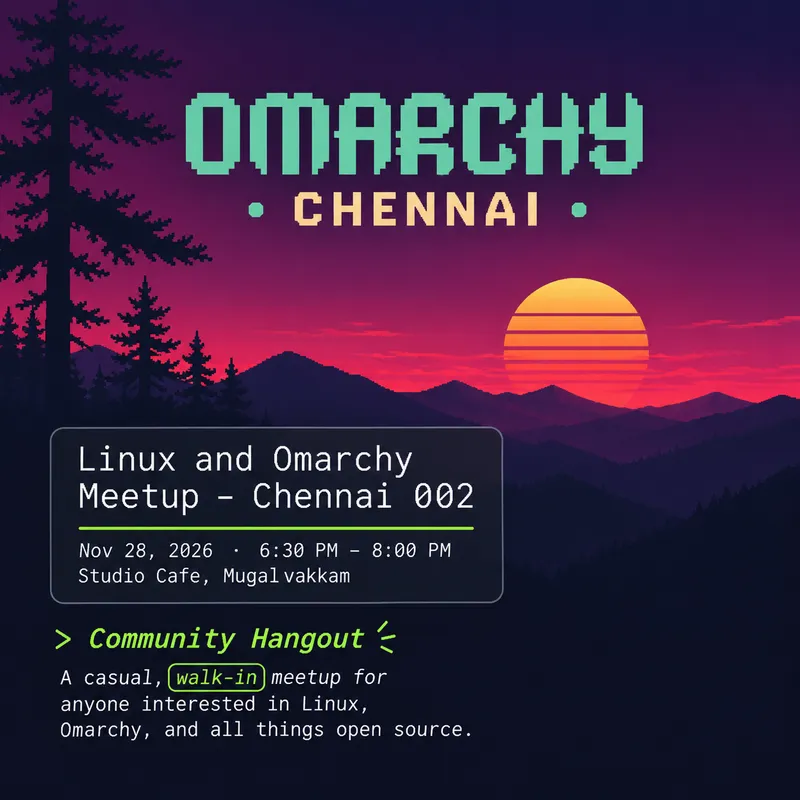 OMARCHY
• CHENNAI •
Linux and Omarchy
Meetup – Chennai 002
Nov 28, 2026 · 6:30 PM – 8:00 PM
Studio Cafe, Mugalvakkam
> Community Hangout
A casual, walk-in meetup for
anyone interested in Linux,
Omarchy, and all things open source.